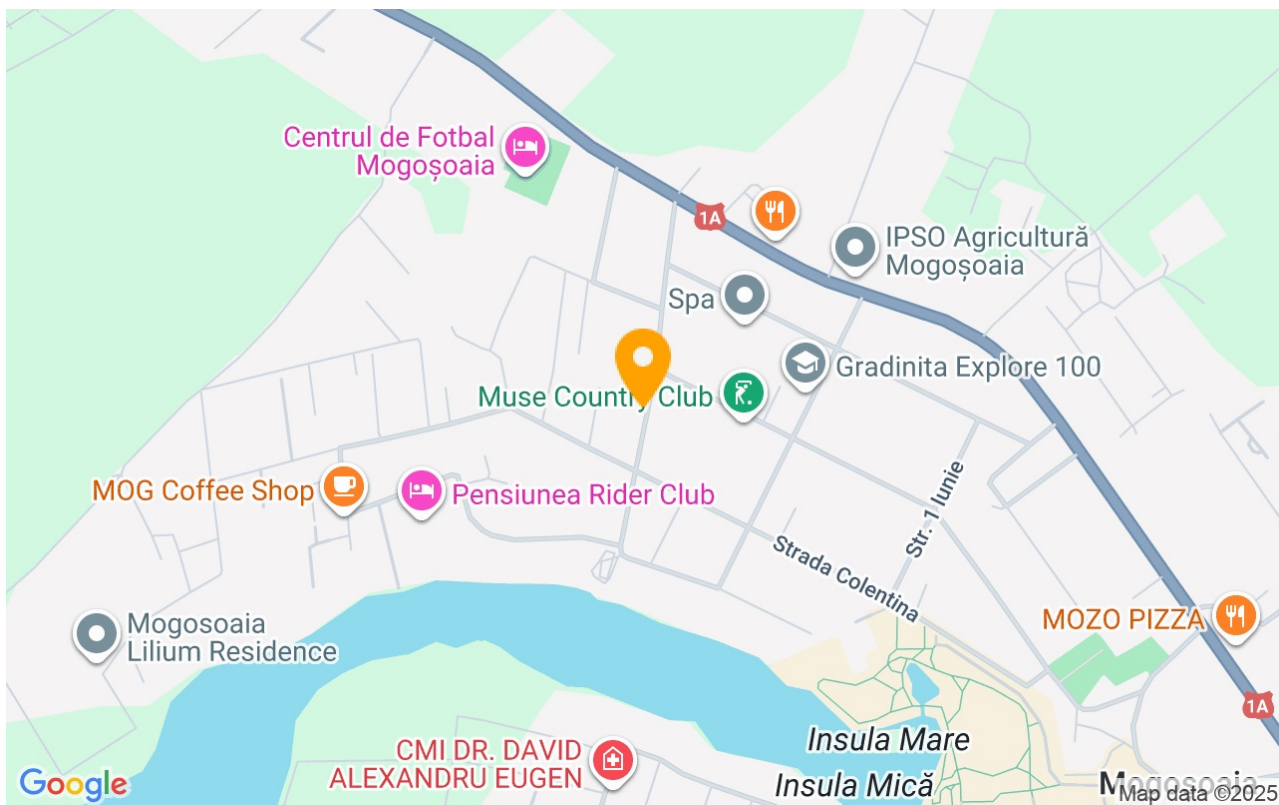 Centrul de Fotbal
Mogoșoaia
1A
IPSO Agricultură
Mogoșoaia
Spa
Gradinita Explore 100
Muse Country Club
MOG Coffee Shop
Pensiunea Rider Club
Str. 1 Iunie
Strada Colentina
MOZO PIZZA
Mogosoaia
Lilium Residence
1A
Insula Mare
CMI DR. DAVID
ALEXANDRU EUGEN
Insula Mică
Mogoșoaia
Google
Map data ©2025